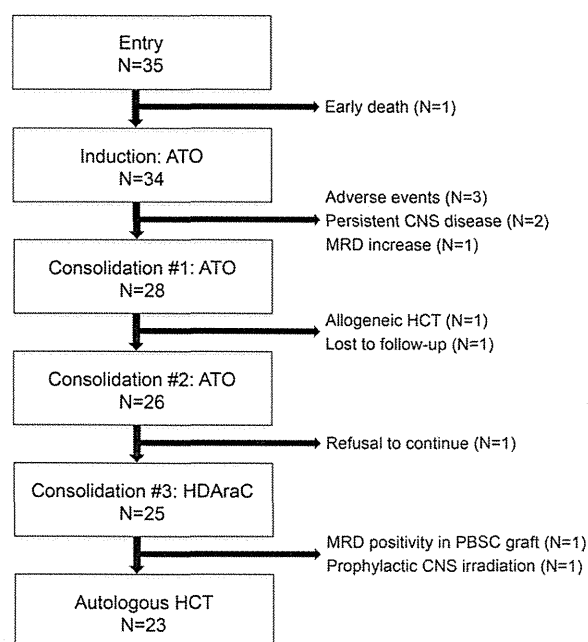 Entry
N=35
Early death (N=1)
Induction: ATO
N=34
Adverse events (N=3)
Persistent CNS disease (N=2)
MRD increase (N=1)
Consolidation #1: ATO
N=28
Allogeneic HCT (N=1)
Lost to follow-up (N=1)
Consolidation #2: ATO
N=26
Refusal to continue (N=1)
Consolidation #3: HDAraC
N=25
MRD positivity in PBSC graft (N=1)
Prophylactic CNS irradiation (N=1)
Autologous HCT
N=23